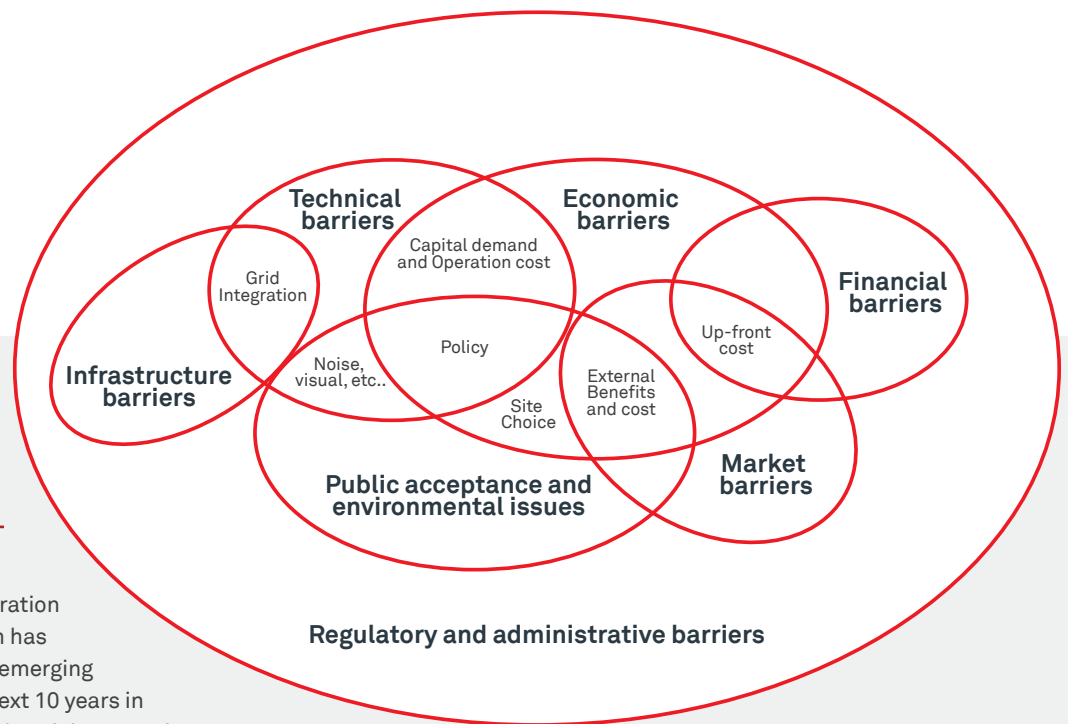 Technical
barriers
Economic
barriers
Capital demand
and Operation cost
Grid
Integration
Financial
barriers
Up-front
cost
Policy
Noise,
visual, etc..
Infrastructure
barriers
External
Benefits
and cost
Site
Choice
Market
barriers
Public acceptance and
environmental issues
Regulatory and administrative barriers
ration
has
emerging
ext 10 years in